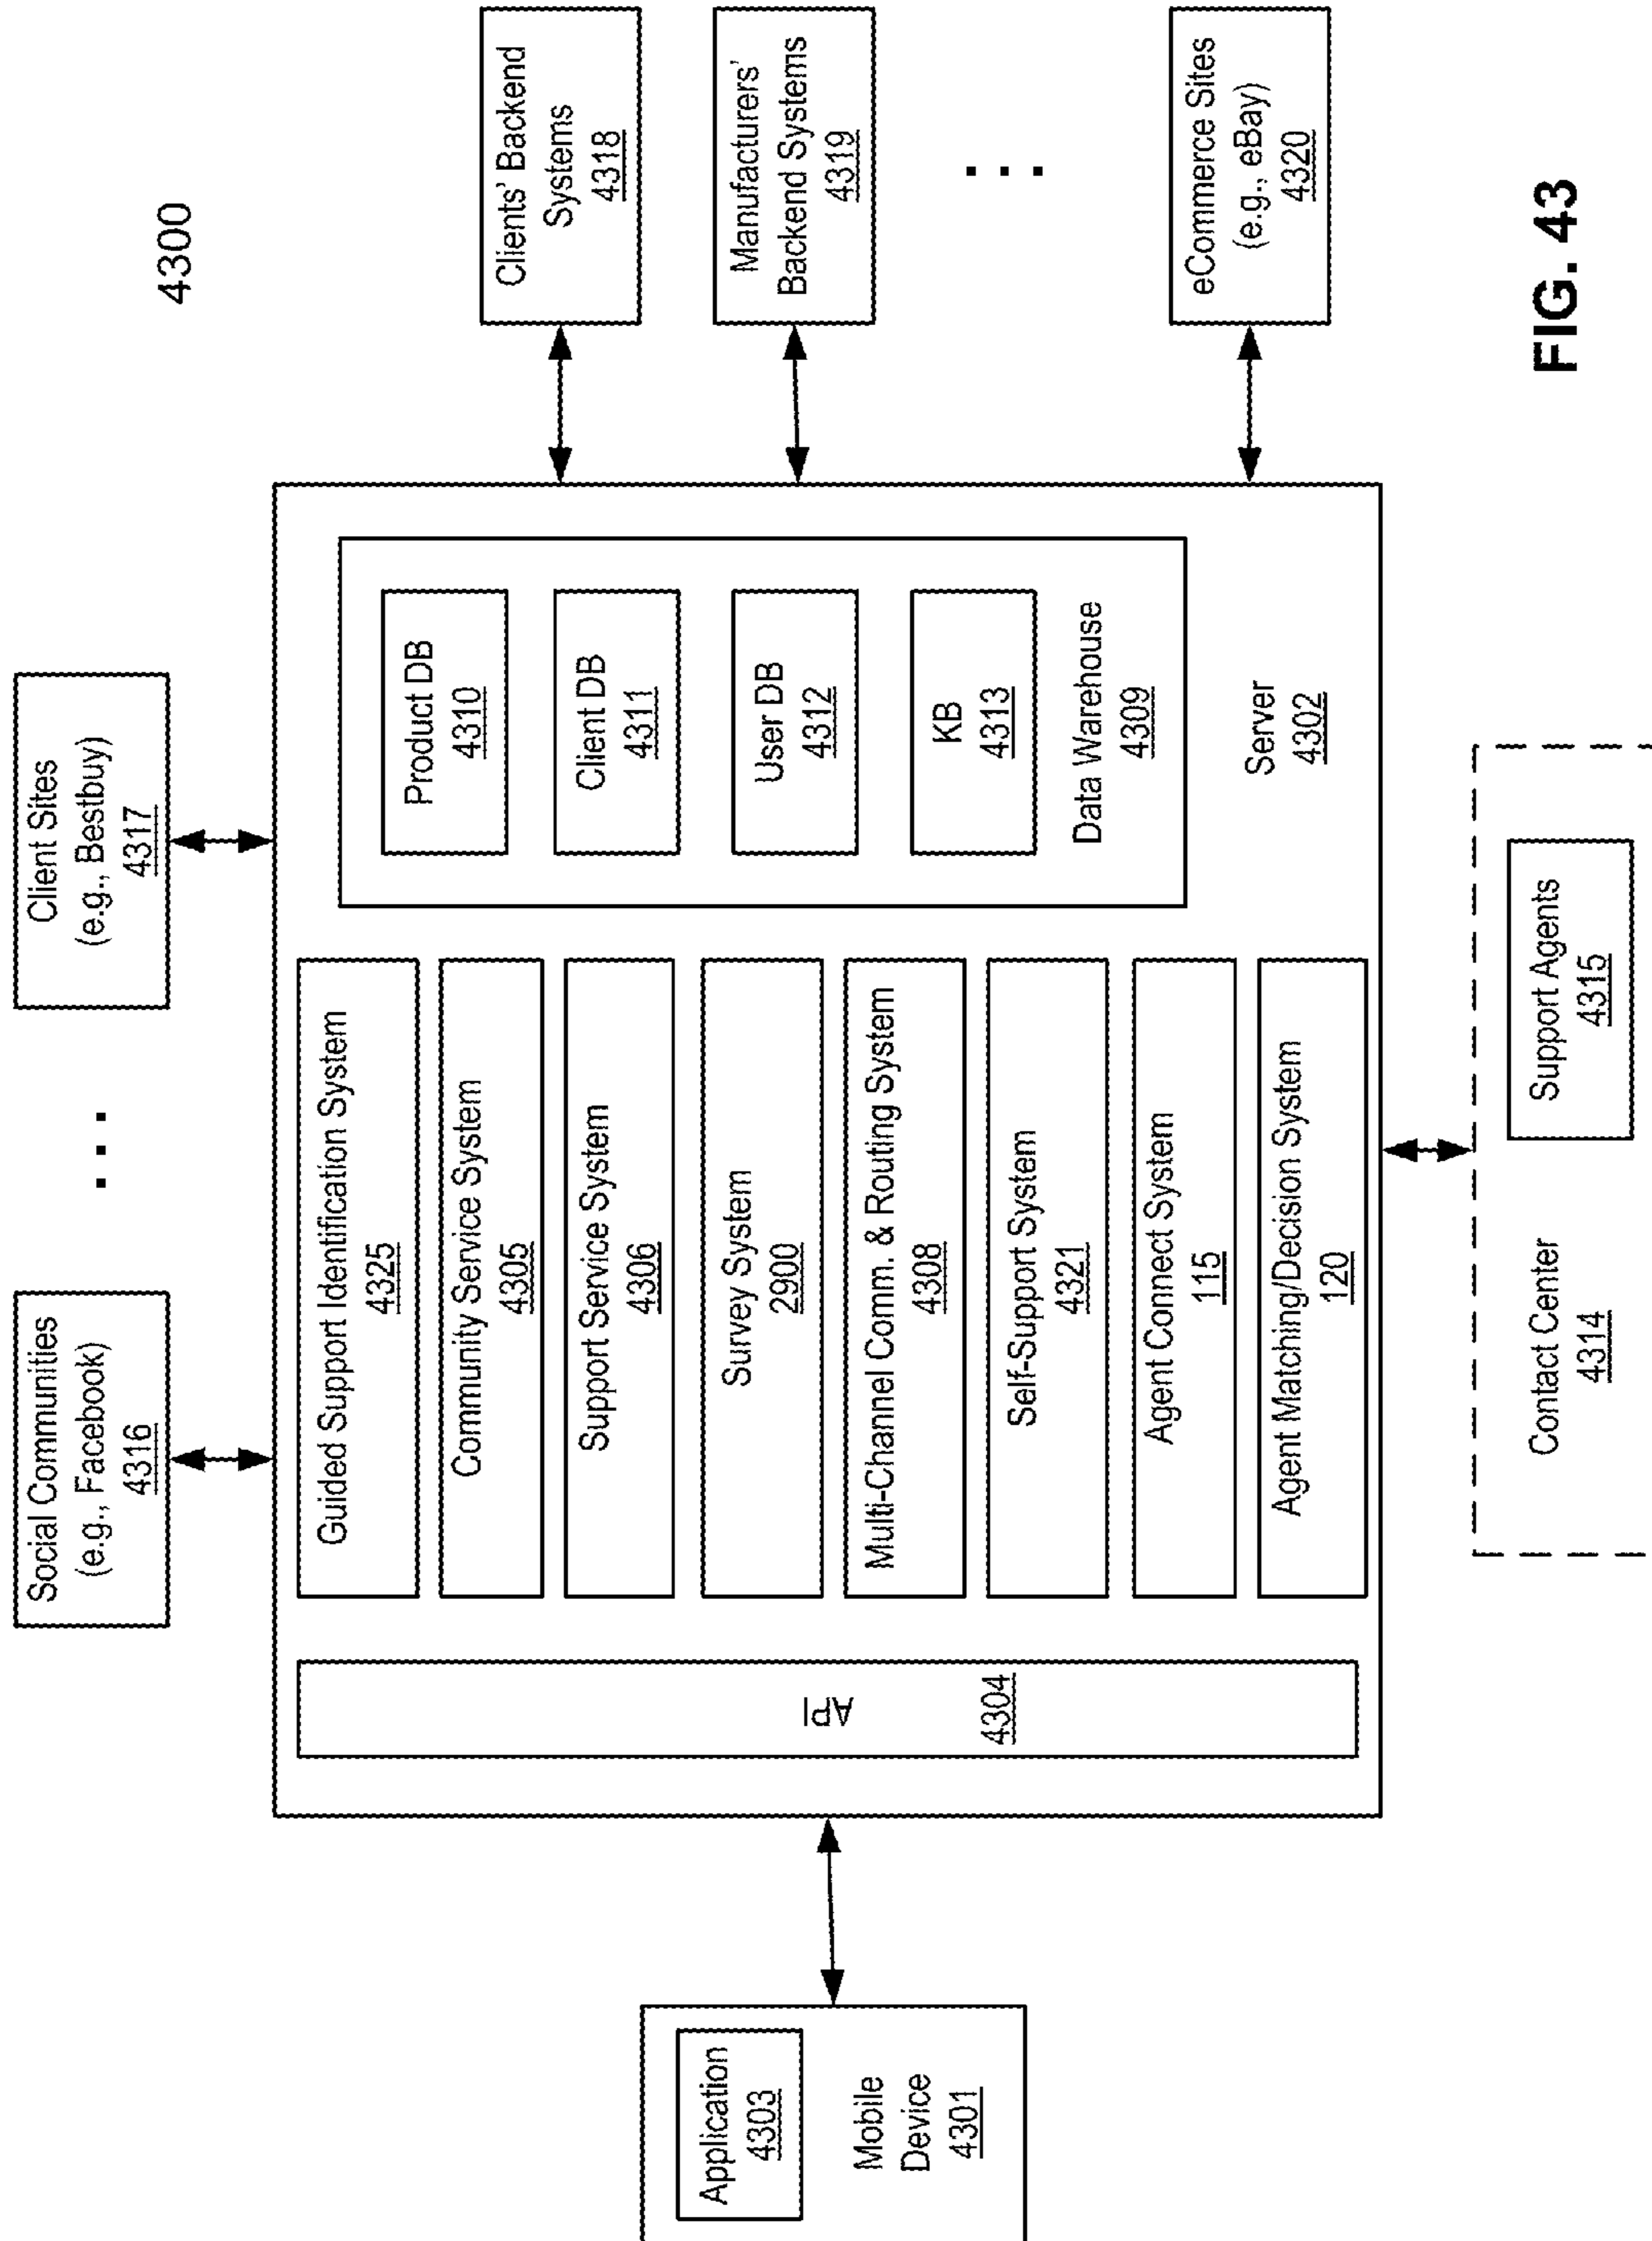 4300
Social Communities
(e.g., Facebook)
4316
. . .
Client Sites
(e.g., Bestbuy)
4317
Application
4303
Mobile
Device
4301
API
4304
Guided Support Identification System
4325
Community Service System
4305
Support Service System
4306
Survey System
2900
Multi-Channel Comm. & Routing System
4308
Self-Support System
4321
Agent Connect System
115
Agent Matching/Decision System
120
Product DB
4310
Client DB
4311
User DB
4312
KB
4313
Data Warehouse
4309
Server
4302
Clients' Backend
Systems
4318
Manufacturers'
Backend Systems
4319
. . .
eCommerce Sites
(e.g., eBay)
4320
Contact Center
4314
Support Agents
4315
FIG. 43